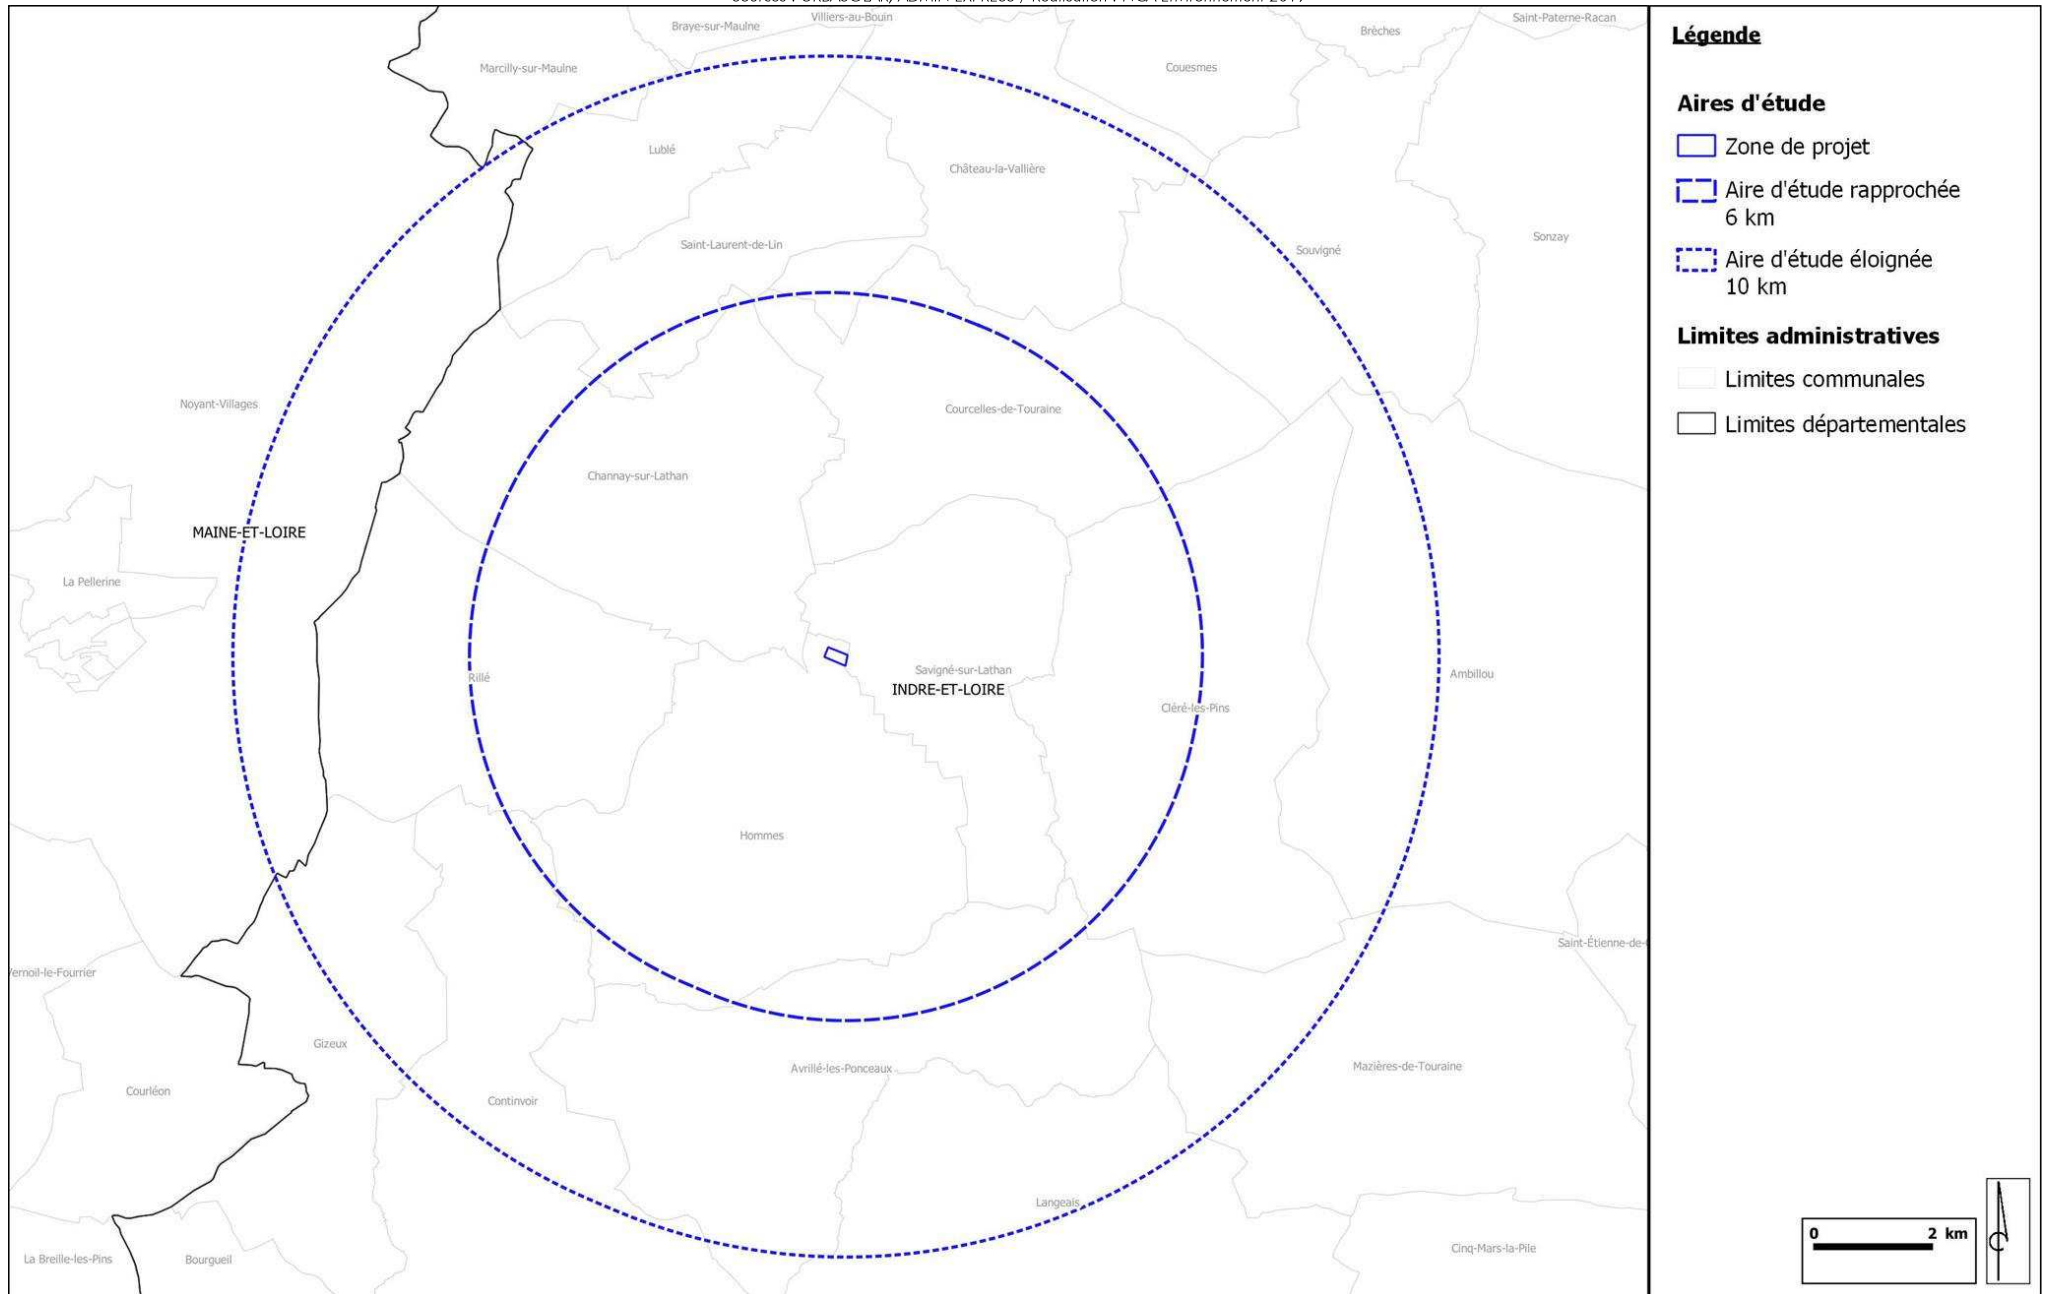 Braye-sur-Maulne
Villiers-au-Bouin
Brèches
Saint-Paterne-Racan
Marcilly-sur-Maulne
Couesmes
Lublé
Château-la-Vallière
Saint-Laurent-de-Lin
Souvigné
Sonzay
Noyant-Villages
Courcelles-de-Touraine
Channay-sur-Lathan
MAINE-ET-LOIRE
La Pellerine
Rillé
Savigné-sur-Lathan
INDRE-ET-LOIRE
Ambillou
Cléré-les-Pins
Hommes
Saint-Étienne-de-
Vernoil-le-Fourrier
Gizeux
Avrillé-les-Ponceaux
Mazières-de-Touraine
Courléon
Continvoir
Langeais
La Breille-les-Pins
Bourgueil
Cinq-Mars-la-Pile
Légende
Aires d'étude
Zone de projet
Aire d'étude rapprochée
6 km
Aire d'étude éloignée
10 km
Limites administratives
Limites communales
Limites départementales
0 2 km